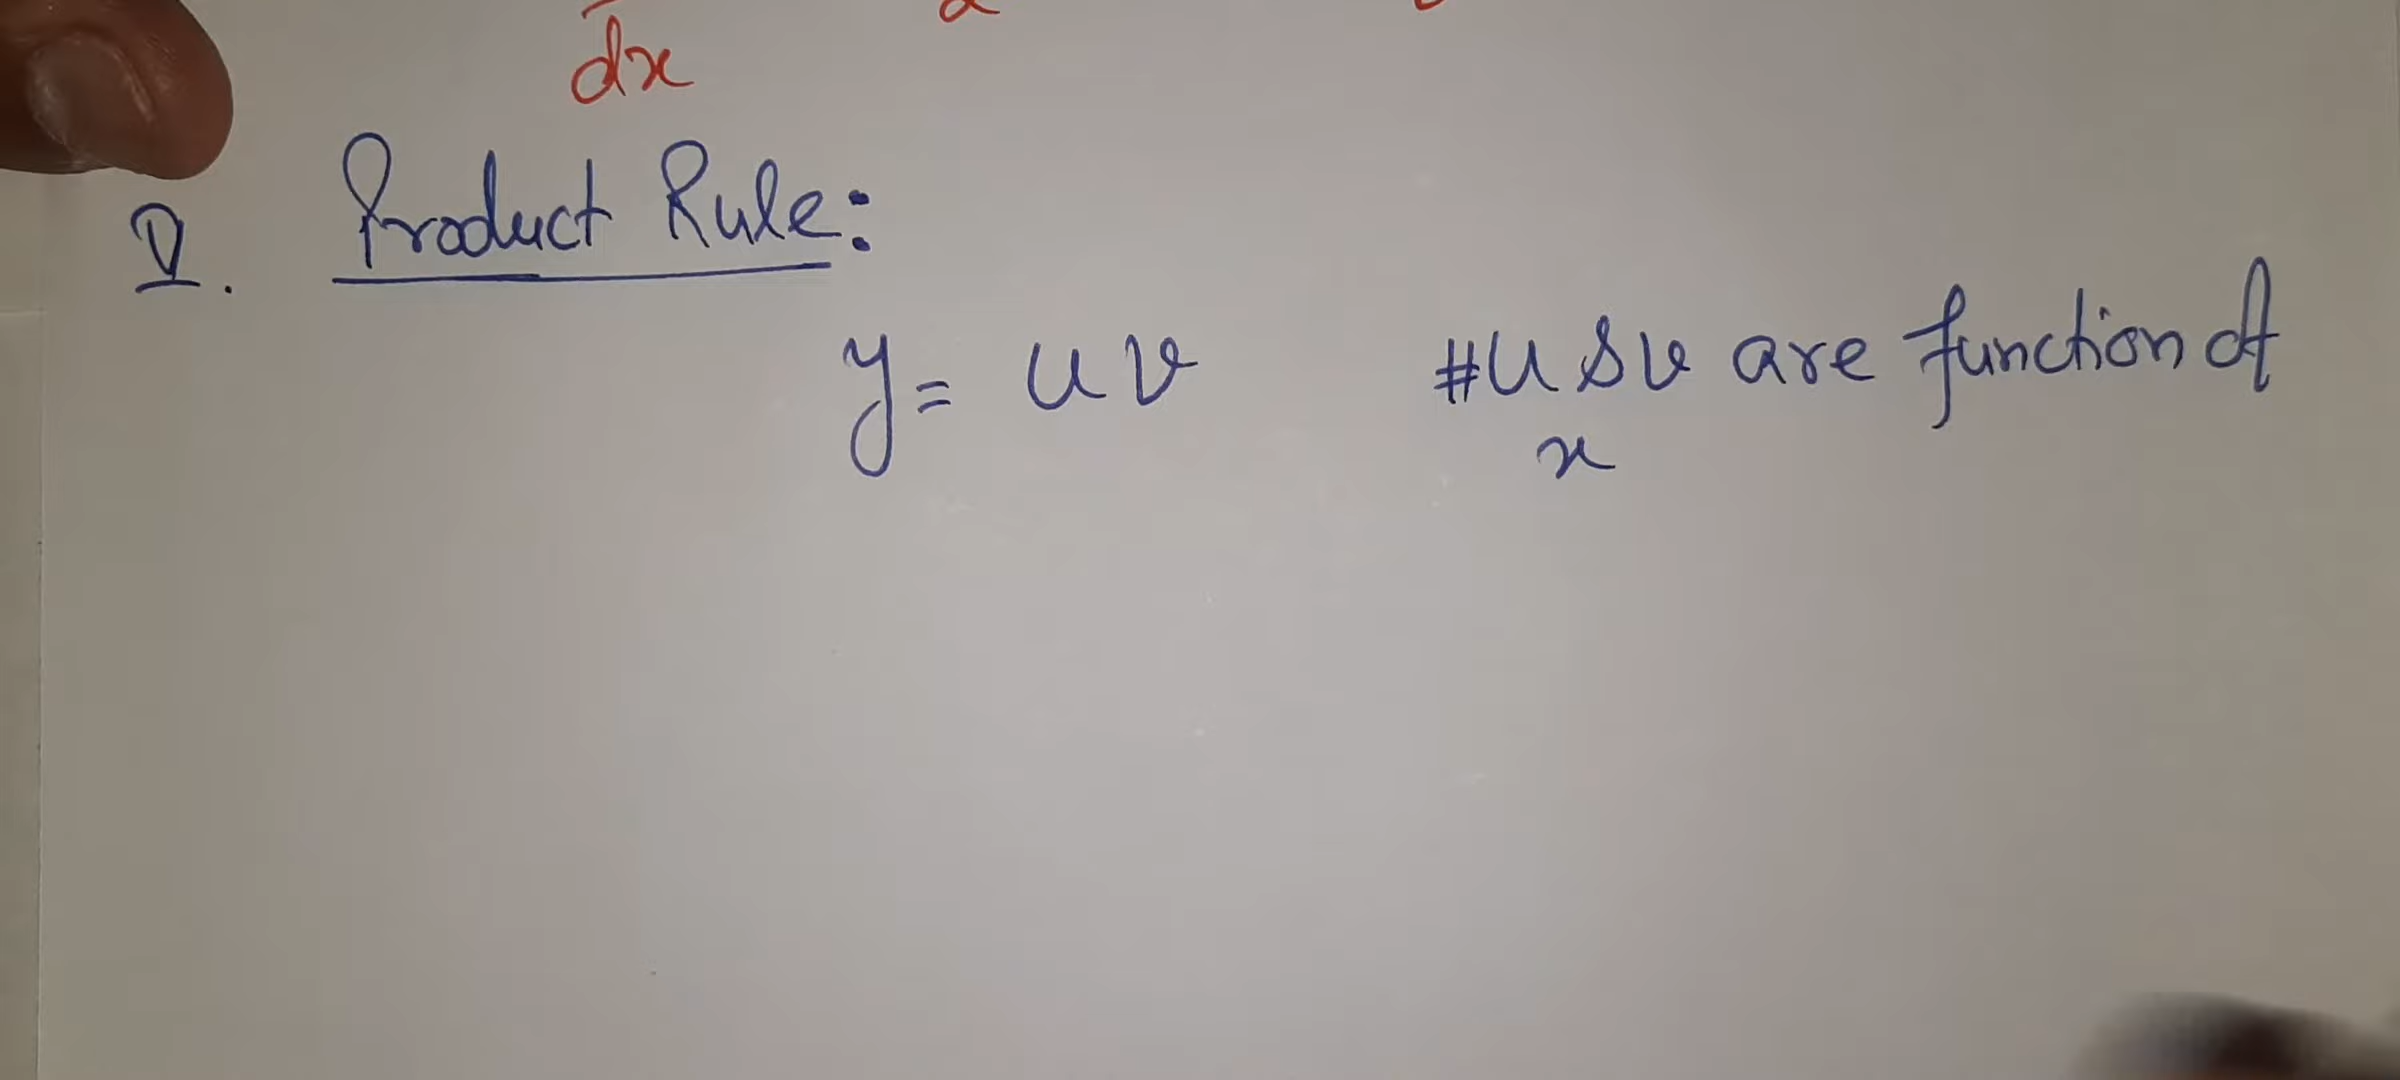 dx
V. Product Rule:
y = uv #u & v are function of
x